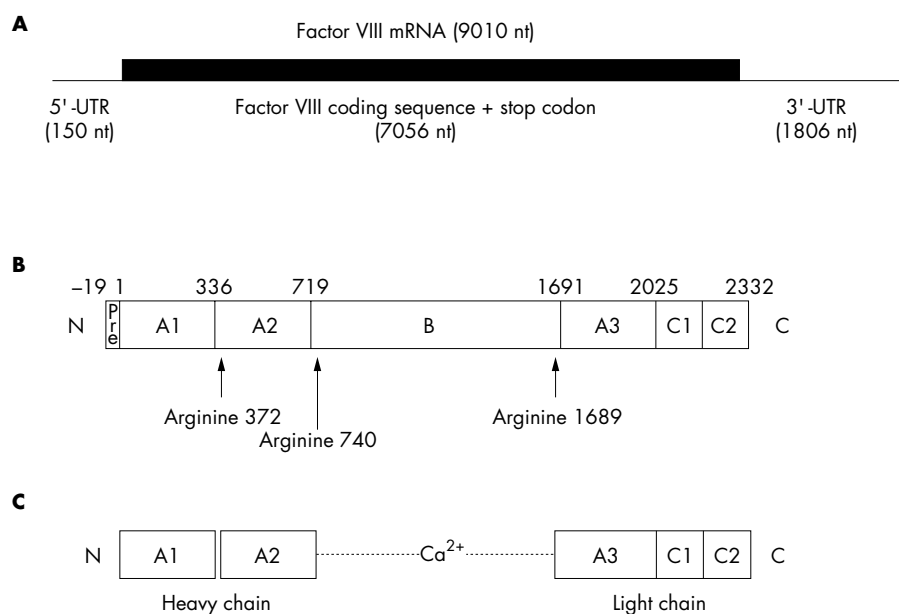 A
Factor VIII mRNA (9010 nt)
5'-UTR
(150 nt)
Factor VIII coding sequence + stop codon
(7056 nt)
3'-UTR
(1806 nt)
B
–19 1 336 719 1691 2025 2332
N Pre A1 A2 B A3 C1 C2 C
Arginine 372
Arginine 740
Arginine 1689
C
N A1 A2 Ca2+ A3 C1 C2 C
Heavy chain Light chain